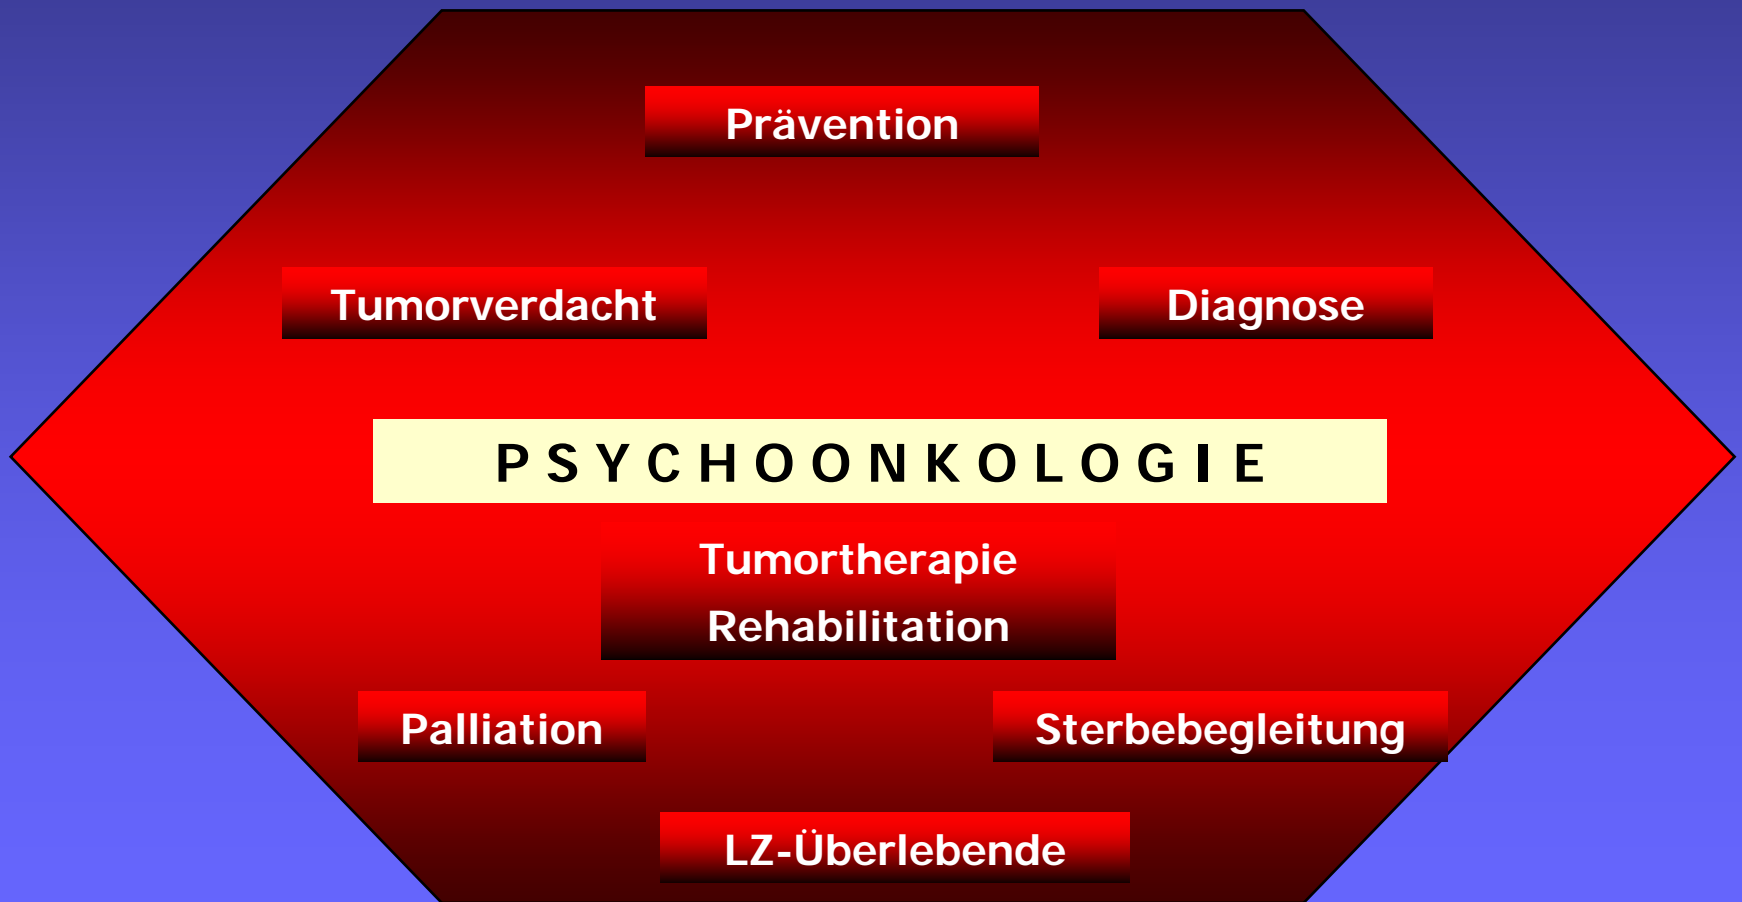 Prävention
Tumorverdacht
Diagnose
PSYCHOONKOLOGIE
Tumortherapie
Rehabilitation
Palliation
Sterbebegleitung
LZ-Überlebende